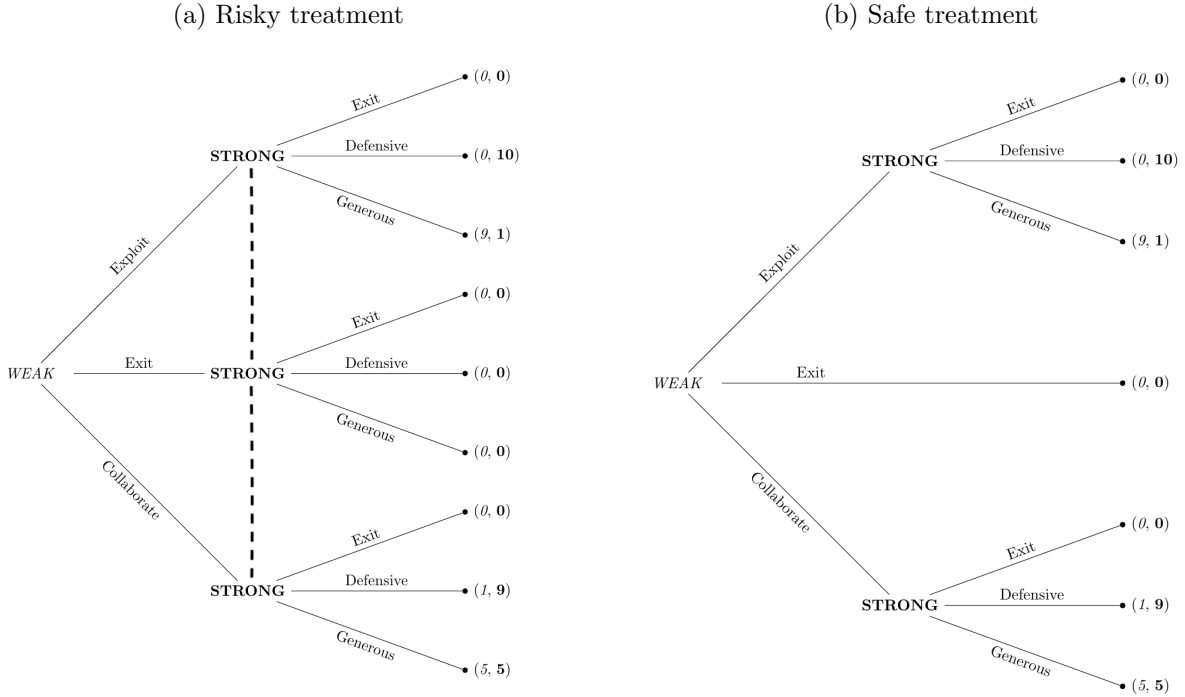 (a) Risky treatment
WEAK
Exploit
Exit
Collaborate
STRONG
Exit
(0, 0)
Defensive
(0, 10)
Generous
(9, 1)
STRONG
Exit
(0, 0)
Defensive
(0, 0)
Generous
(0, 0)
STRONG
Exit
(0, 0)
Defensive
(1, 9)
Generous
(5, 5)
(b) Safe treatment
WEAK
Exploit
Exit
(0, 0)
Collaborate
STRONG
Exit
(0, 0)
Defensive
(0, 10)
Generous
(9, 1)
STRONG
Exit
(0, 0)
Defensive
(1, 9)
Generous
(5, 5)